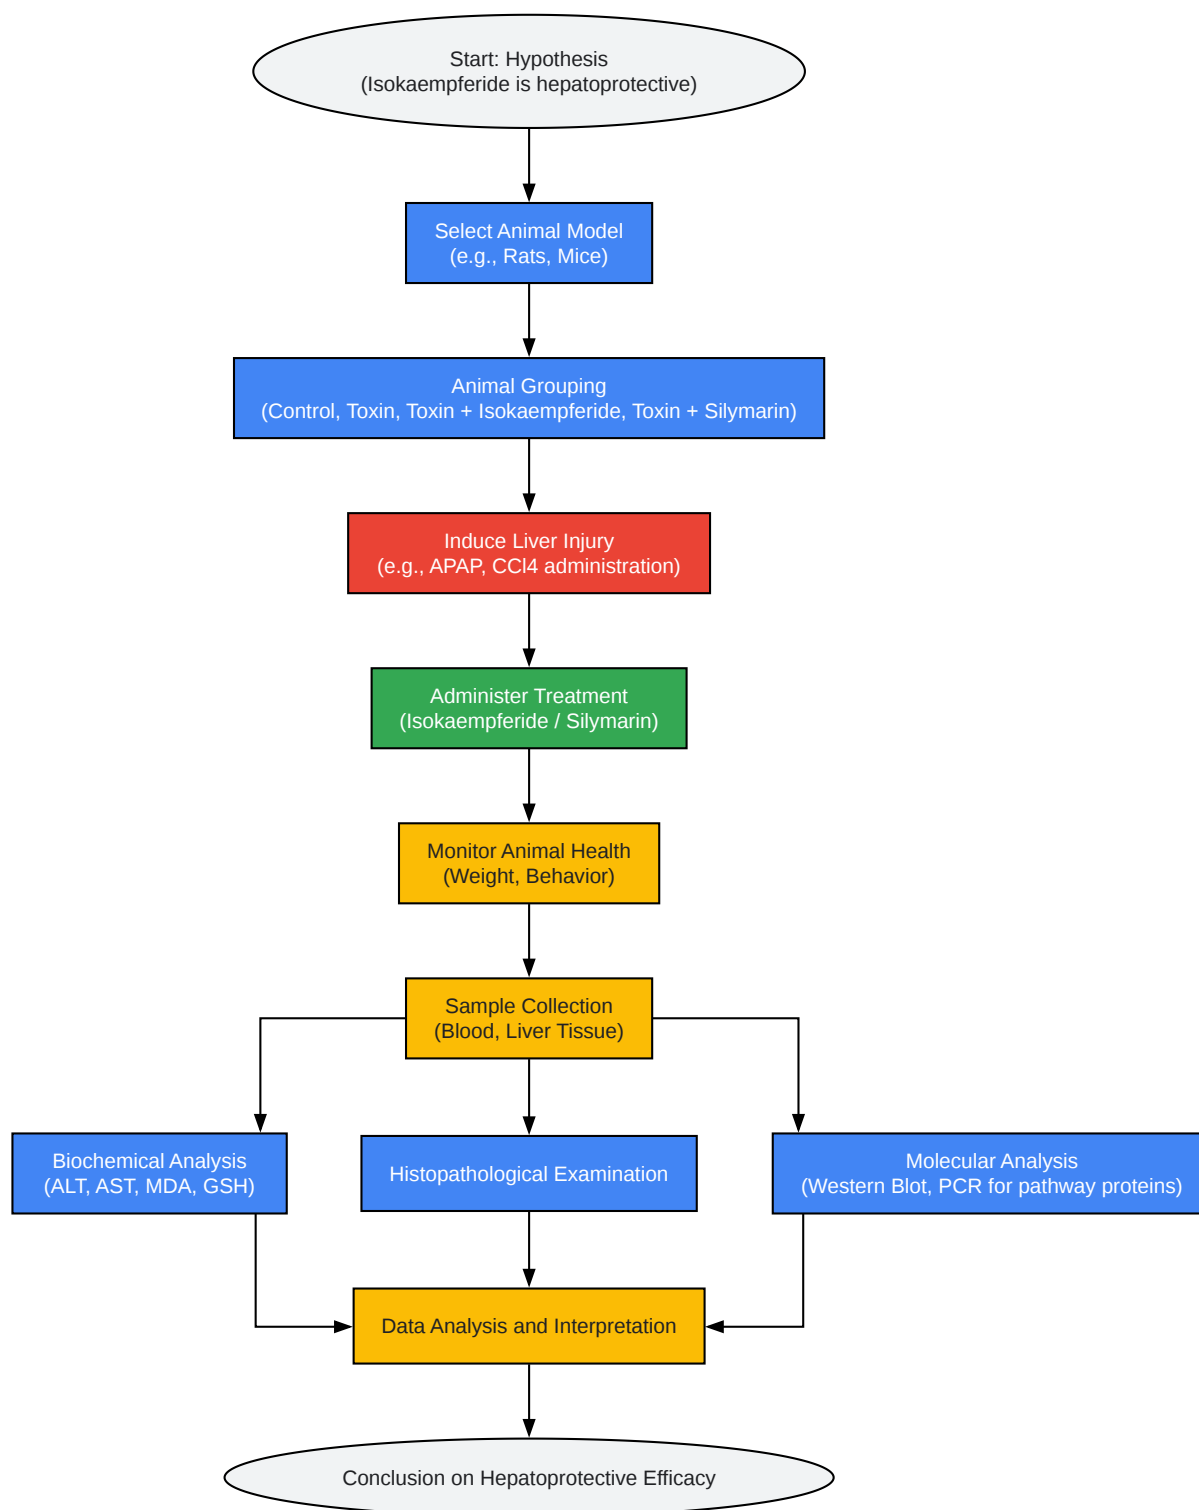 Start: Hypothesis
(Isokaempferide is hepatoprotective)
Select Animal Model
(e.g., Rats, Mice)
Animal Grouping
(Control, Toxin, Toxin + Isokaempferide, Toxin + Silymarin)
Induce Liver Injury
(e.g., APAP, CCl4 administration)
Administer Treatment
(Isokaempferide / Silymarin)
Monitor Animal Health
(Weight, Behavior)
Sample Collection
(Blood, Liver Tissue)
Biochemical Analysis
(ALT, AST, MDA, GSH)
Histopathological Examination
Molecular Analysis
(Western Blot, PCR for pathway proteins)
Data Analysis and Interpretation
Conclusion on Hepatoprotective Efficacy